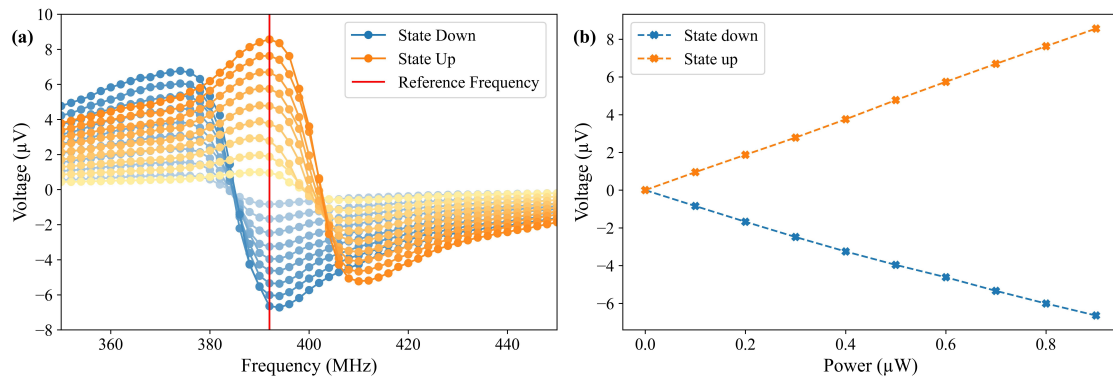 (a)
State Down
State Up
Reference Frequency
10
8
6
4
2
0
−2
−4
−6
−8
Voltage (µV)
360
380
400
420
440
Frequency (MHz)
(b)
State down
State up
8
6
4
2
0
−2
−4
−6
Voltage (µV)
0.0
0.2
0.4
0.6
0.8
Power (µW)